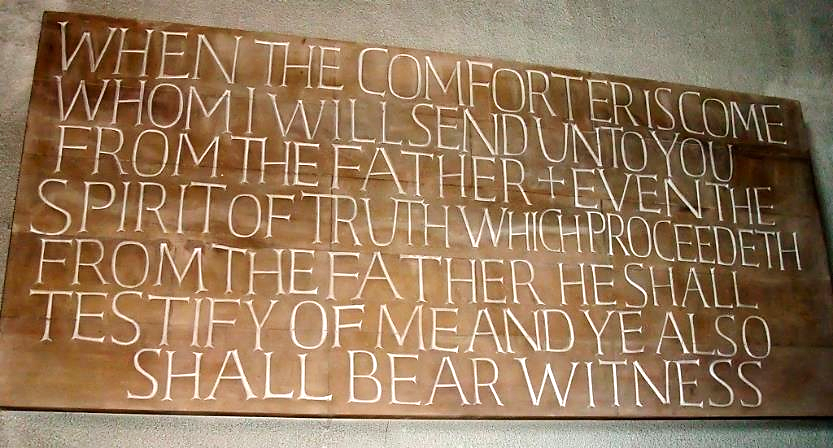 WHEN THE COMFORTER IS COME
WHOM I WILL SEND UNTO YOU
FROM THE FATHER + EVEN THE
SPIRIT OF TRUTH WHICH PROCEEDETH
FROM THE FATHER HE SHALL
TESTIFY OF ME AND YE ALSO
SHALL BEAR WITNESS